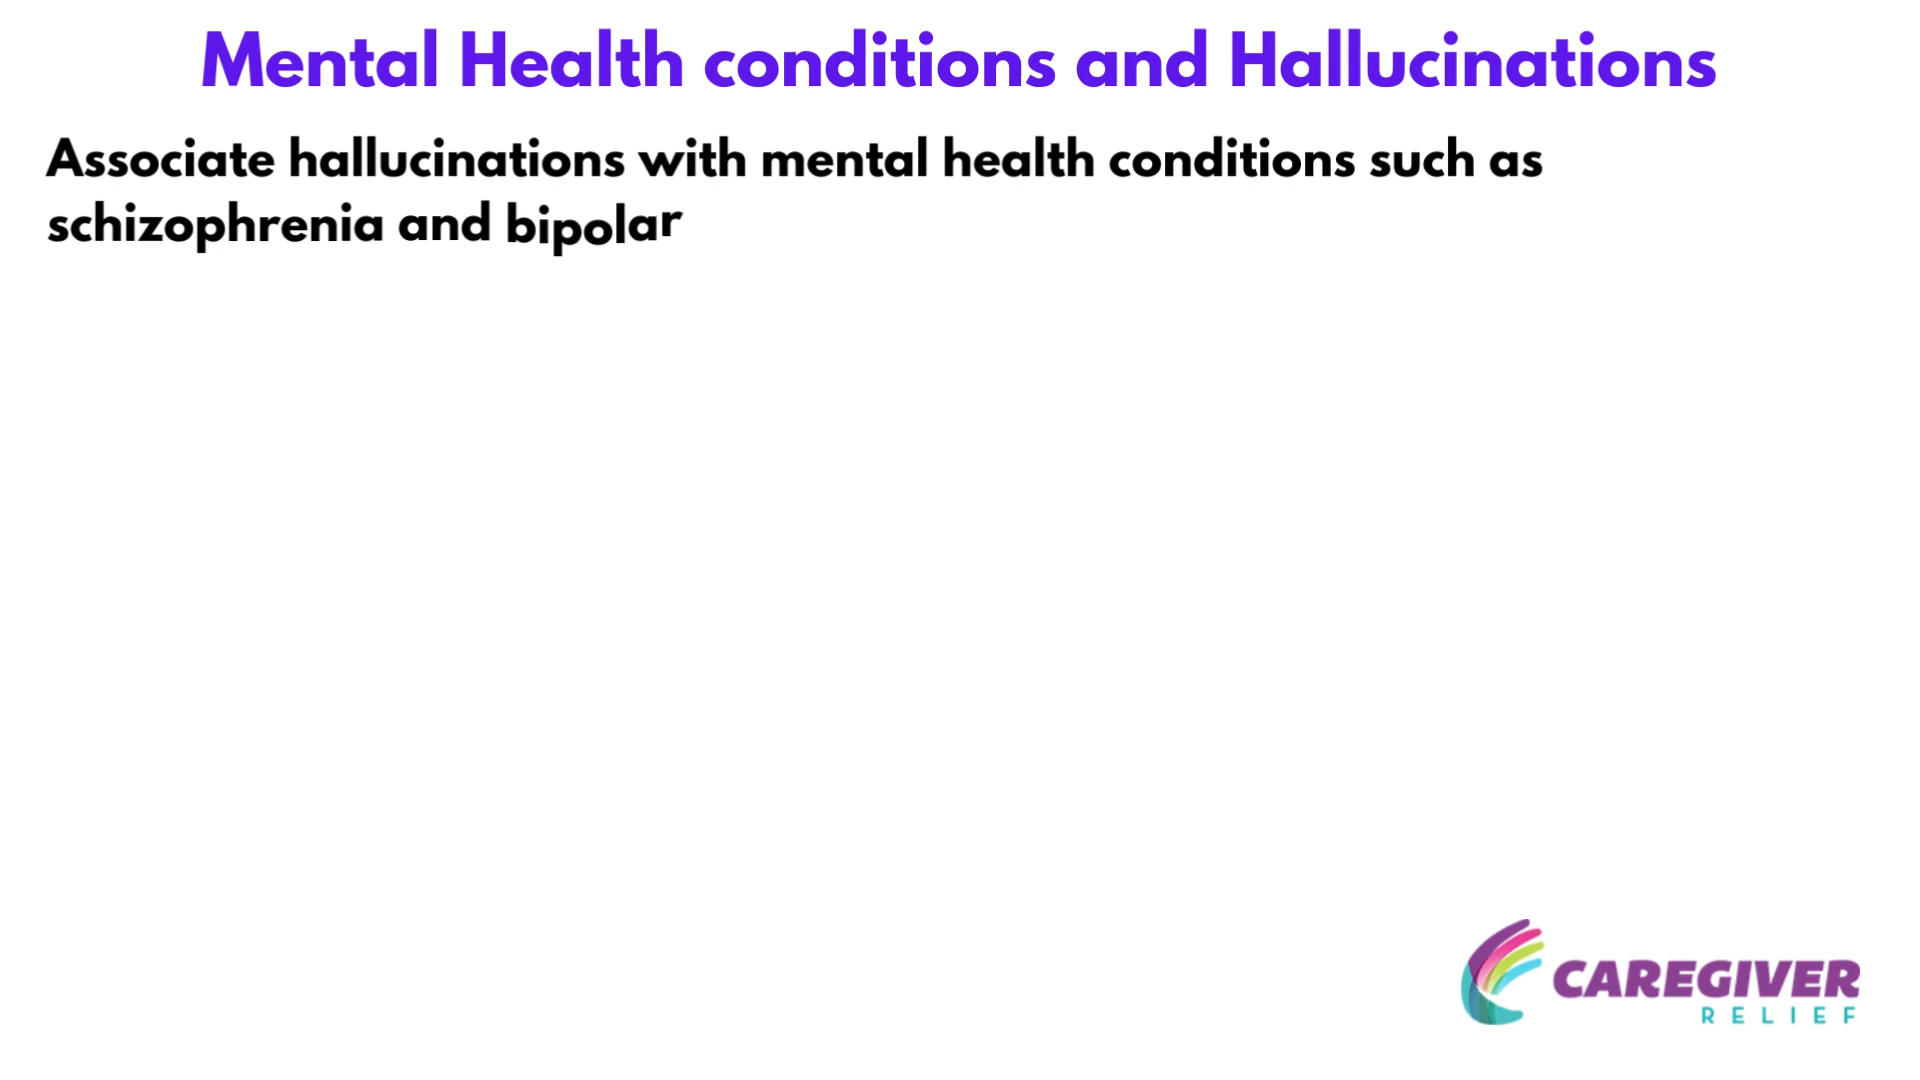 Mental Health conditions and Hallucinations
Associate hallucinations with mental health conditions such as
schizophrenia and bipolar
CAREGIVER
RELIEF